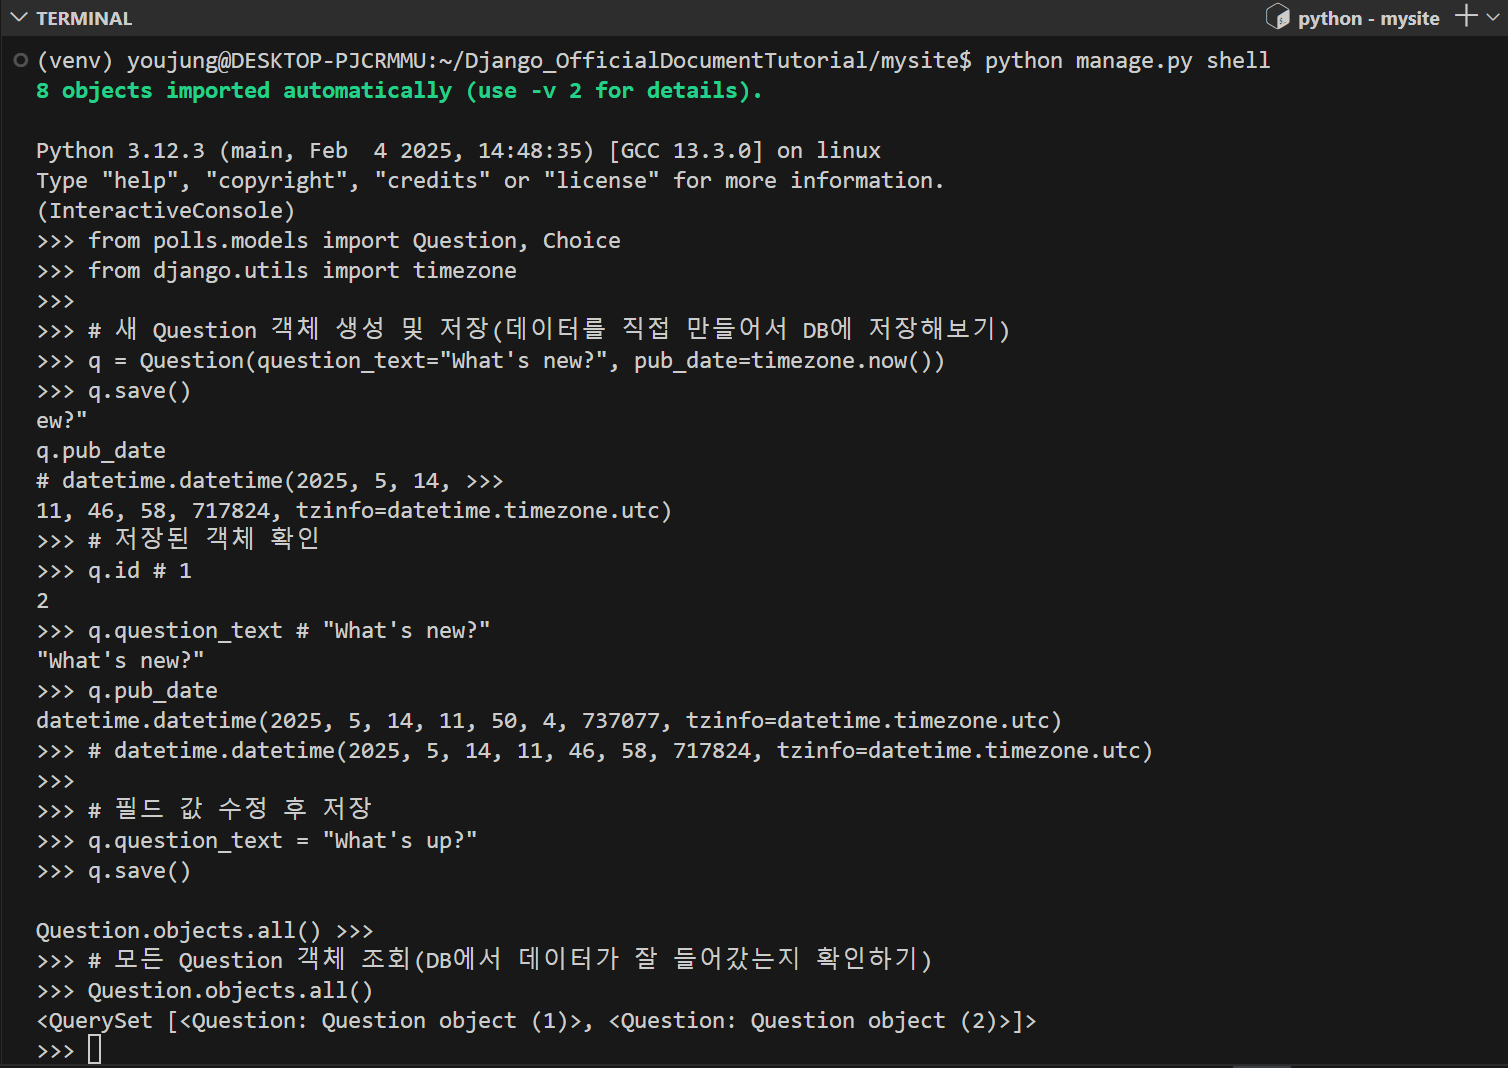 TERMINAL
python - mysite
(venv) youjung@DESKTOP-PJCRMMU:~/Django_OfficialDocumentTutorial/mysite$ python manage.py shell
8 objects imported automatically (use -v 2 for details).
Python 3.12.3 (main, Feb  4 2025, 14:48:35) [GCC 13.3.0] on linux
Type "help", "copyright", "credits" or "license" for more information.
(InteractiveConsole)
>>> from polls.models import Question, Choice
>>> from django.utils import timezone
>>>
>>> # 새 Question 객체 생성 및 저장(데이터를 직접 만들어서 DB에 저장해보기)
>>> q = Question(question_text="What's new?", pub_date=timezone.now())
>>> q.save()
ew?"
q.pub_date
# datetime.datetime(2025, 5, 14, >>>
11, 46, 58, 717824, tzinfo=datetime.timezone.utc)
>>> # 저장된 객체 확인
>>> q.id # 1
2
>>> q.question_text # "What's new?"
"What's new?"
>>> q.pub_date
datetime.datetime(2025, 5, 14, 11, 50, 4, 737077, tzinfo=datetime.timezone.utc)
>>> # datetime.datetime(2025, 5, 14, 11, 46, 58, 717824, tzinfo=datetime.timezone.utc)
>>>
>>> # 필드 값 수정 후 저장
>>> q.question_text = "What's up?"
>>> q.save()
Question.objects.all() >>>
>>> # 모든 Question 객체 조회(DB에서 데이터가 잘 들어갔는지 확인하기)
>>> Question.objects.all()
<QuerySet [<Question: Question object (1)>, <Question: Question object (2)>]>
>>>